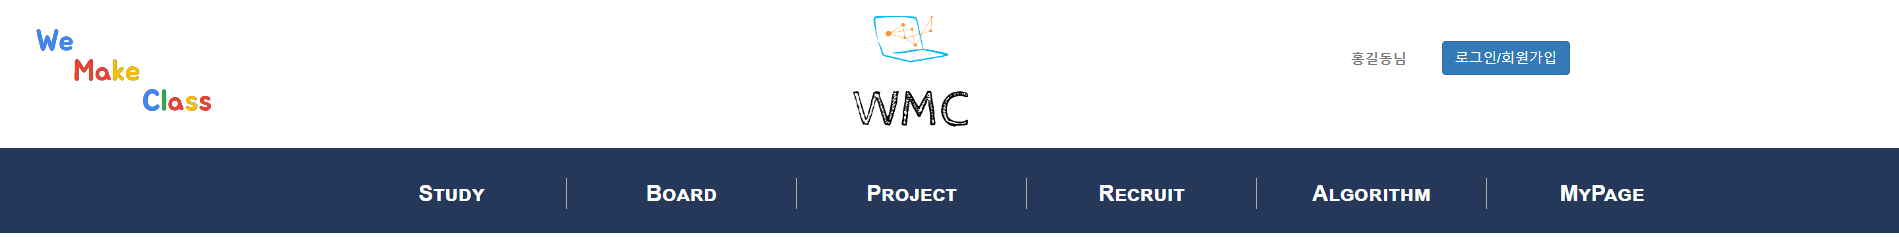 We
Make
Class
WMC
홍길동님
로그인/회원가입
STUDY
BOARD
PROJECT
RECRUIT
ALGORITHM
MYPAGE